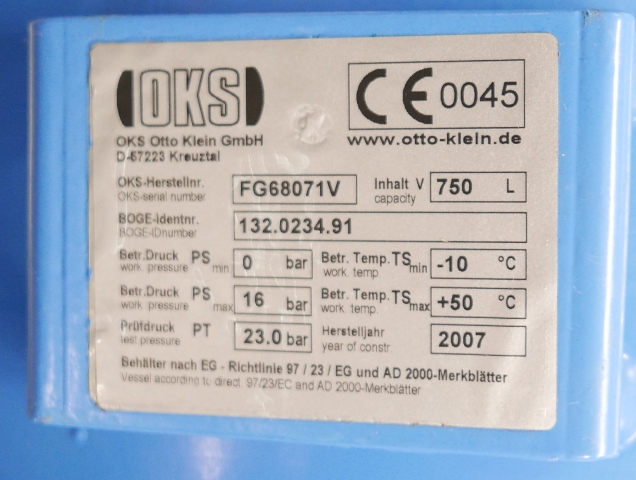 OKS
CE 0045
OKS Otto Klein GmbH
D-57223 Kreuztal
www.otto-klein.de
OKS-Herstellnr. FG68071V Inhalt V 750 L
OKS-serial number capacity
BOGE-Identnr. 132.0234.91
BOGE-IDnumber
Betr.Druck PS min 0 bar Betr. Temp. TS min -10 °C
work pressure work temp
Betr.Druck PS max 16 bar Betr. Temp. TS max +50 °C
work pressure work temp
Prüfdruck PT 23.0 bar Herstelljahr 2007
test pressure year of constr
Behälter nach EG - Richtlinie 97 / 23 / EG und AD 2000-Merkblätter
Vessel according to direct. 97/23/EC and AD 2000-Merkblätter